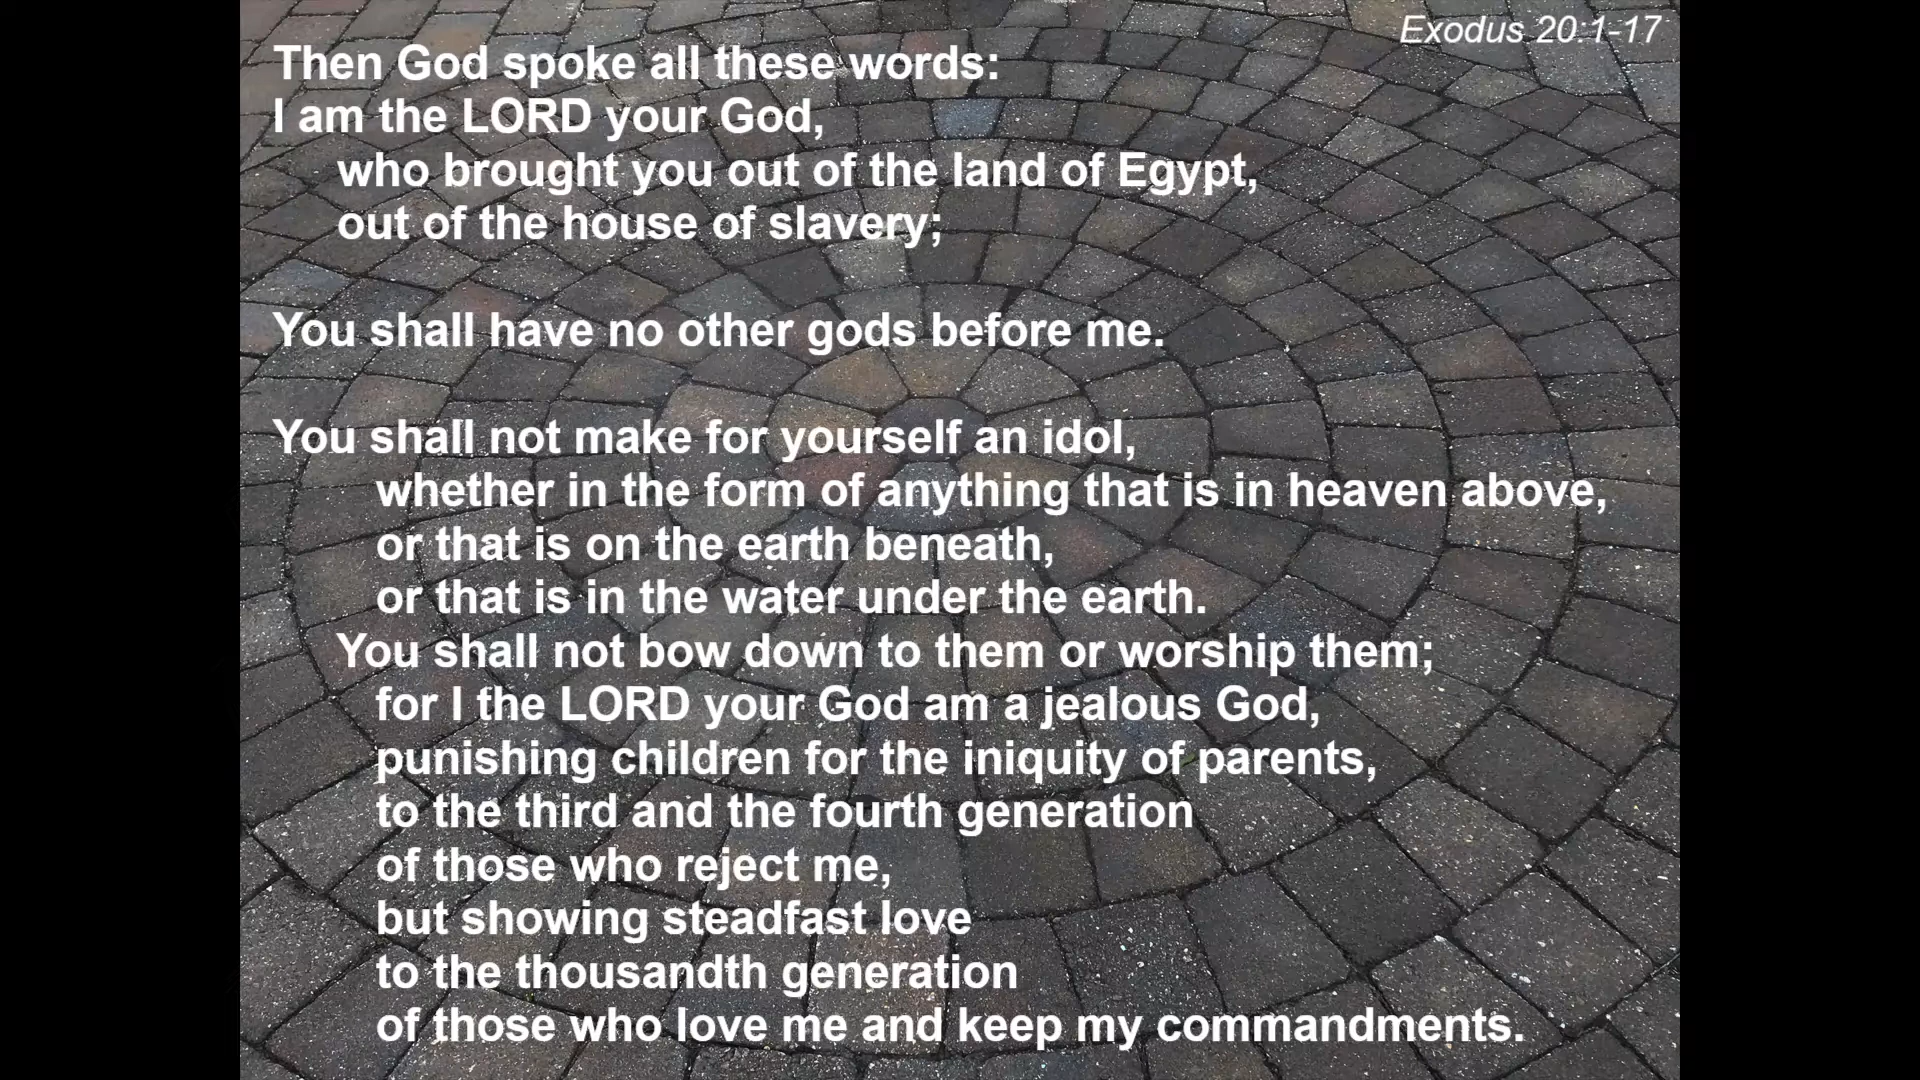 Exodus 20:1-17
Then God spoke all these words:
I am the LORD your God,
who brought you out of the land of Egypt,
out of the house of slavery;
You shall have no other gods before me.
You shall not make for yourself an idol,
whether in the form of anything that is in heaven above,
or that is on the earth beneath,
or that is in the water under the earth.
You shall not bow down to them or worship them;
for I the LORD your God am a jealous God,
punishing children for the iniquity of parents,
to the third and the fourth generation
of those who reject me,
but showing steadfast love
to the thousandth generation
of those who love me and keep my commandments.